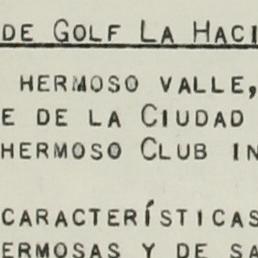 DE GOLF LA HACI
HERMOSO VALLE,
E DE LA CIUDAD
HERMOSO CLUB IN
CARACTERÍSTICAS
ERMOSAS Y DE SA